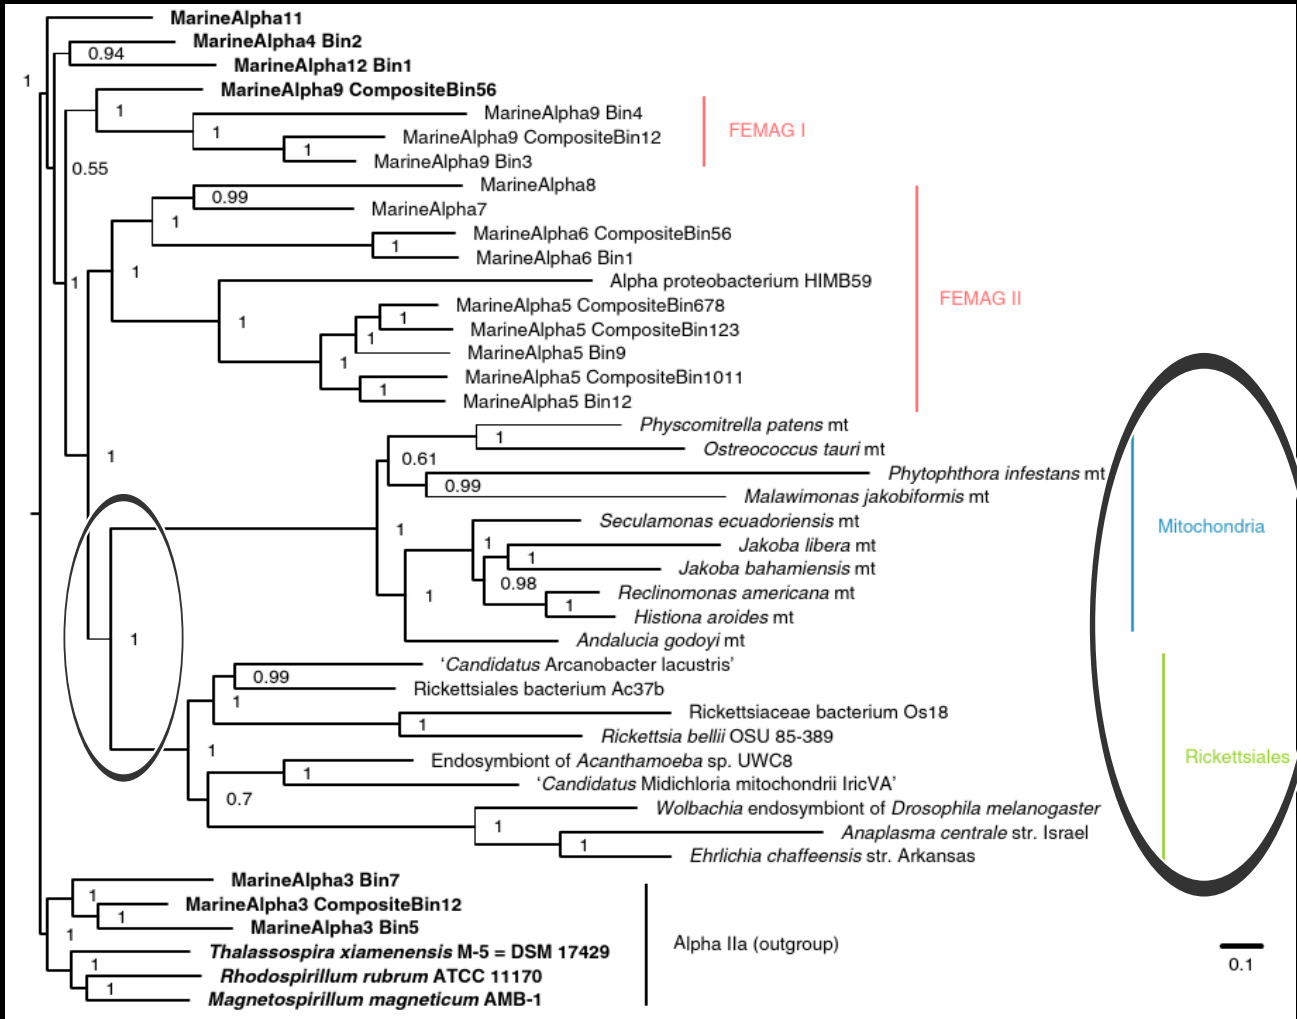 MarineAlpha11
MarineAlpha4 Bin2
0.94
MarineAlpha12 Bin1
1
MarineAlpha9 CompositeBin56
1
MarineAlpha9 Bin4
1
MarineAlpha9 CompositeBin12
FEMAG I
1
MarineAlpha9 Bin3
0.55
MarineAlpha8
0.99
MarineAlpha7
1
MarineAlpha6 CompositeBin56
1
MarineAlpha6 Bin1
1
1
Alpha proteobacterium HIMB59
FEMAG II
MarineAlpha5 CompositeBin678
1
1
MarineAlpha5 CompositeBin123
1
MarineAlpha5 Bin9
1
MarineAlpha5 CompositeBin1011
1
MarineAlpha5 Bin12
Physcomitrella patens mt
1
Ostreococcus tauri mt
1
0.61
Phytophthora infestans mt
0.99
Malawimonas jakobiformis mt
Seculamonas ecuadoriensis mt
Mitochondria
1
1
Jakoba libera mt
1
Jakoba bahamiensis mt
0.98
Reclinomonas americana mt
1
1
Histiona aroides mt
1
Andalucia godoyi mt
‘Candidatus Arcanobacter lacustris’
0.99
Rickettsiales bacterium Ac37b
1
Rickettsiaceae bacterium Os18
1
Rickettsia bellii OSU 85-389
1
Endosymbiont of Acanthamoeba sp. UWC8
Rickettsiales
1
‘Candidatus Midichloria mitochondrii IricVA’
0.7
Wolbachia endosymbiont of Drosophila melanogaster
1
Anaplasma centrale str. Israel
1
Ehrlichia chaffeensis str. Arkansas
MarineAlpha3 Bin7
1
MarineAlpha3 CompositeBin12
1
MarineAlpha3 Bin5
1
Alpha IIa (outgroup)
Thalassospira xiamenensis M-5 = DSM 17429
1
0.1
Rhodospirillum rubrum ATCC 11170
1
Magnetospirillum magneticum AMB-1